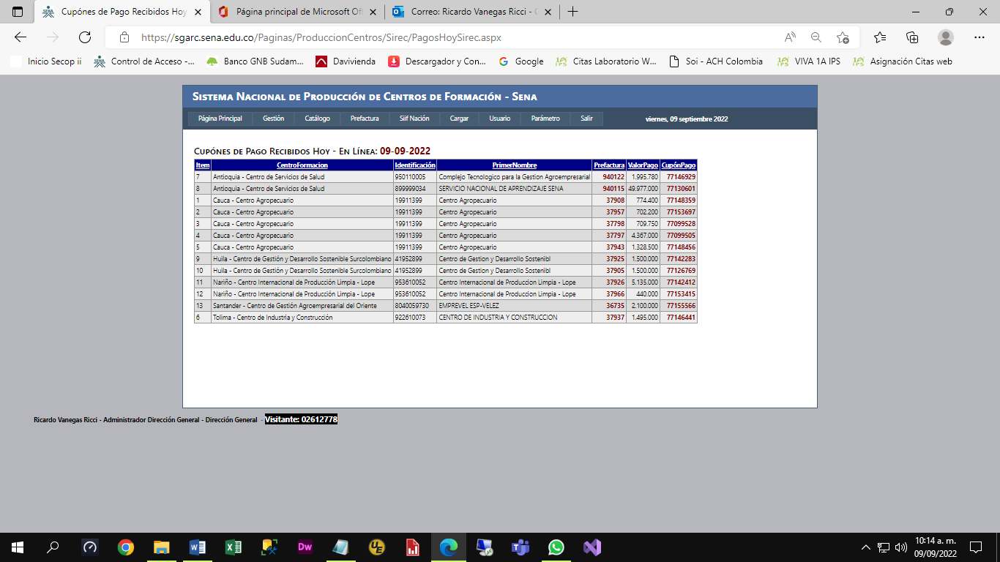 Cupónes de Pago Recibidos Hoy
Página principal de Microsoft Off
Correo: Ricardo Vanegas Ricci - O
https://sgarc.sena.edu.co/Paginas/ProduccionCentros/Sirec/PagosHoySirec.aspx
Inicio Secop ii
Control de Acceso -...
Banco GNB Sudam...
Davivienda
Descargador y Con...
Google
Citas Laboratorio W...
Soi - ACH Colombia
VIVA 1A IPS
Asignación Citas web
Sistema Nacional de Producción de Centros de Formación - Sena
Página Principal Gestión Catálogo Prefactura Siif Nación Cargar Usuario Parámetro Salir viernes, 09 septiembre 2022
Cupónes de Pago Recibidos Hoy - En Línea: 09-09-2022
Item CentroFormacion Identificación PrimerNombre Prefactura ValorPago CupónPago
7 Antioquia - Centro de Servicios de Salud 950110005 Complejo Tecnologico para la Gestion Agroempresarial 940122 1.995.780 77146929
8 Antioquia - Centro de Servicios de Salud 899999034 SERVICIO NACIONAL DE APRENDIZAJE SENA 940115 49.977.000 77130601
1 Cauca - Centro Agropecuario 19911399 Centro Agropecuario 37908 774.400 77148359
2 Cauca - Centro Agropecuario 19911399 Centro Agropecuario 37957 702.200 77153697
3 Cauca - Centro Agropecuario 19911399 Centro Agropecuario 37798 709.750 77099528
4 Cauca - Centro Agropecuario 19911399 Centro Agropecuario 37797 4.367.000 77099505
5 Cauca - Centro Agropecuario 19911399 Centro Agropecuario 37943 1.328.500 77148456
9 Huila - Centro de Gestión y Desarrollo Sostenible Surcolombiano 41952899 Centro de Gestion y Desarrollo Sostenibl 37925 1.500.000 77142283
10 Huila - Centro de Gestión y Desarrollo Sostenible Surcolombiano 41952899 Centro de Gestion y Desarrollo Sostenibl 37905 1.500.000 77126769
11 Nariño - Centro Internacional de Producción Limpia - Lope 953610052 Centro Internacional de Produccion Limpia - Lope 37926 5.135.000 77142412
12 Nariño - Centro Internacional de Producción Limpia - Lope 953610052 Centro Internacional de Produccion Limpia - Lope 37966 440.000 77153415
13 Santander - Centro de Gestión Agroempresarial del Oriente 8040059730 EMPREVEL ESP-VELEZ 36735 2.100.000 77155566
6 Tolima - Centro de Industria y Construcción 922610073 CENTRO DE INDUSTRIA Y CONSTRUCCION 37937 1.495.000 77146441
Ricardo Vanegas Ricci - Administrador Dirección General - Dirección General - Visitante: 02612778
Dw
UE
10:14 a. m.
09/09/2022